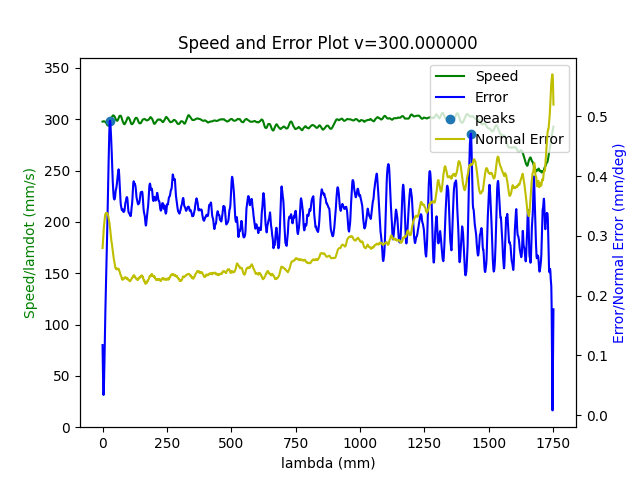 Speed and Error Plot v=300.000000
350
300
250
200
150
100
50
0
Speed/lamdot (mm/s)
Speed
Error
peaks
Normal Error
0.5
0.4
0.3
0.2
0.1
0.0
Error/Normal Error (mm/deg)
0 250 500 750 1000 1250 1500 1750
lambda (mm)